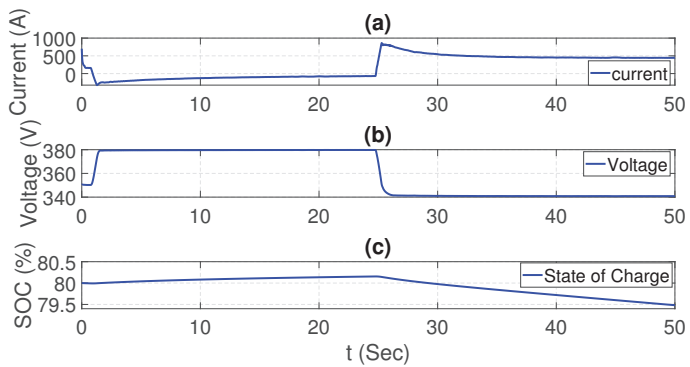 (a)
Current (A)
1000
500
0
current
0 10 20 30 40 50
(b)
Voltage (V)
380
360
340
Voltage
0 10 20 30 40 50
(c)
SOC (%)
80.5
80
79.5
State of Charge
0 10 20 30 40 50
t (Sec)